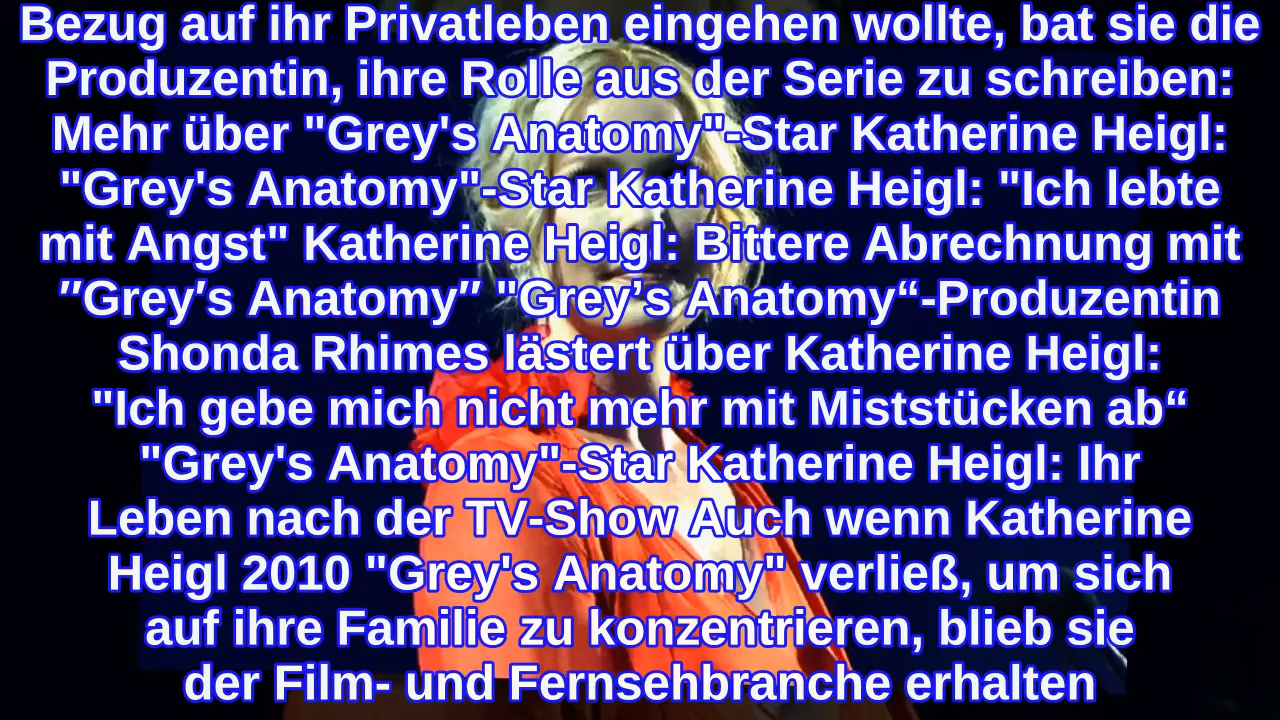 Bezug auf ihr Privatleben eingehen wollte, bat sie die
Produzentin, ihre Rolle aus der Serie zu schreiben:
Mehr über "Grey's Anatomy"-Star Katherine Heigl:
"Grey's Anatomy"-Star Katherine Heigl: "Ich lebte
mit Angst" Katherine Heigl: Bittere Abrechnung mit
″Grey′s Anatomy″ "Grey’s Anatomy“-Produzentin
Shonda Rhimes lästert über Katherine Heigl:
"Ich gebe mich nicht mehr mit Miststücken ab“
"Grey's Anatomy"-Star Katherine Heigl: Ihr
Leben nach der TV-Show Auch wenn Katherine
Heigl 2010 "Grey's Anatomy" verließ, um sich
auf ihre Familie zu konzentrieren, blieb sie
der Film- und Fernsehbranche erhalten